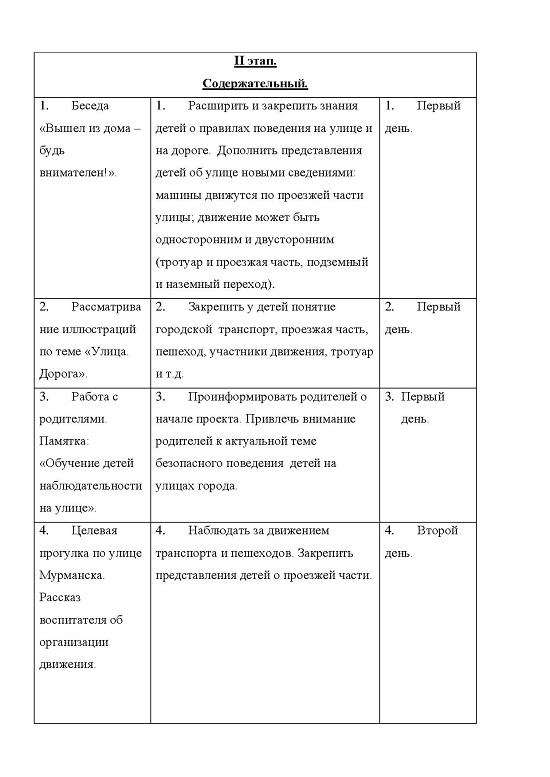 II этап.
Содержательный.
1. Беседа
«Вышел из дома –
будь
внимателен!».
1. Расширить и закрепить знания
детей о правилах поведения на улице и
на дороге. Дополнить представления
детей об улице новыми сведениями:
машины движутся по проезжей части
улицы; движение может быть
односторонним и двусторонним
(тротуар и проезжая часть, подземный
и наземный переход).
1. Первый
день.
2. Рассматрива
ние иллюстраций
по теме «Улица.
Дорога».
2. Закрепить у детей понятие
городской транспорт, проезжая часть,
пешеход, участники движения, тротуар
и т.д.
2. Первый
день.
3. Работа с
родителями.
Памятка:
«Обучение детей
наблюдательности
на улице».
3. Проинформировать родителей о
начале проекта. Привлечь внимание
родителей к актуальной теме
безопасного поведения детей на
улицах города.
3. Первый
день.
4. Целевая
прогулка по улице
Мурманска.
Рассказ
воспитателя об
организации
движения.
4. Наблюдать за движением
транспорта и пешеходов. Закрепить
представления детей о проезжей части.
4. Второй
день.